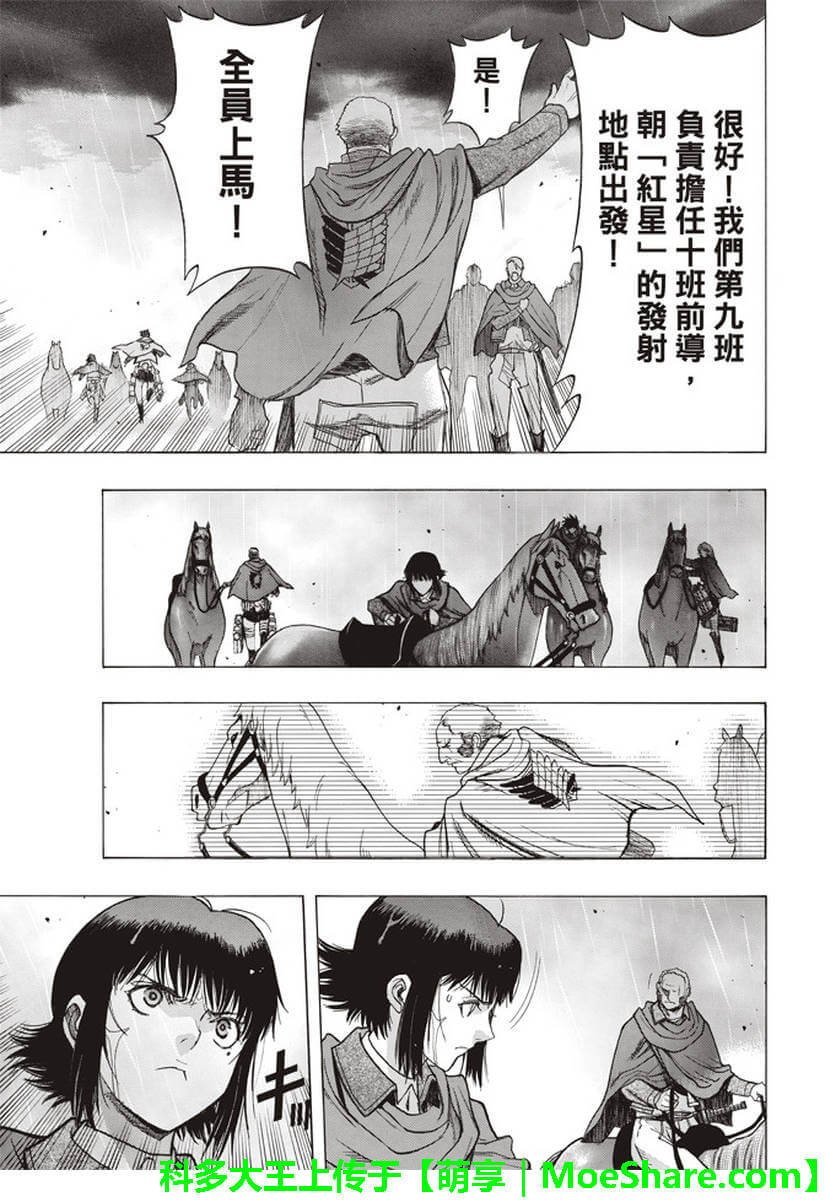 很好！我們第九班
負責擔任十班前導，
朝「紅星」的發射
地點出發！
是！
全員上馬！
キッ
科多大王上传于【萌享｜MoeShare.com】